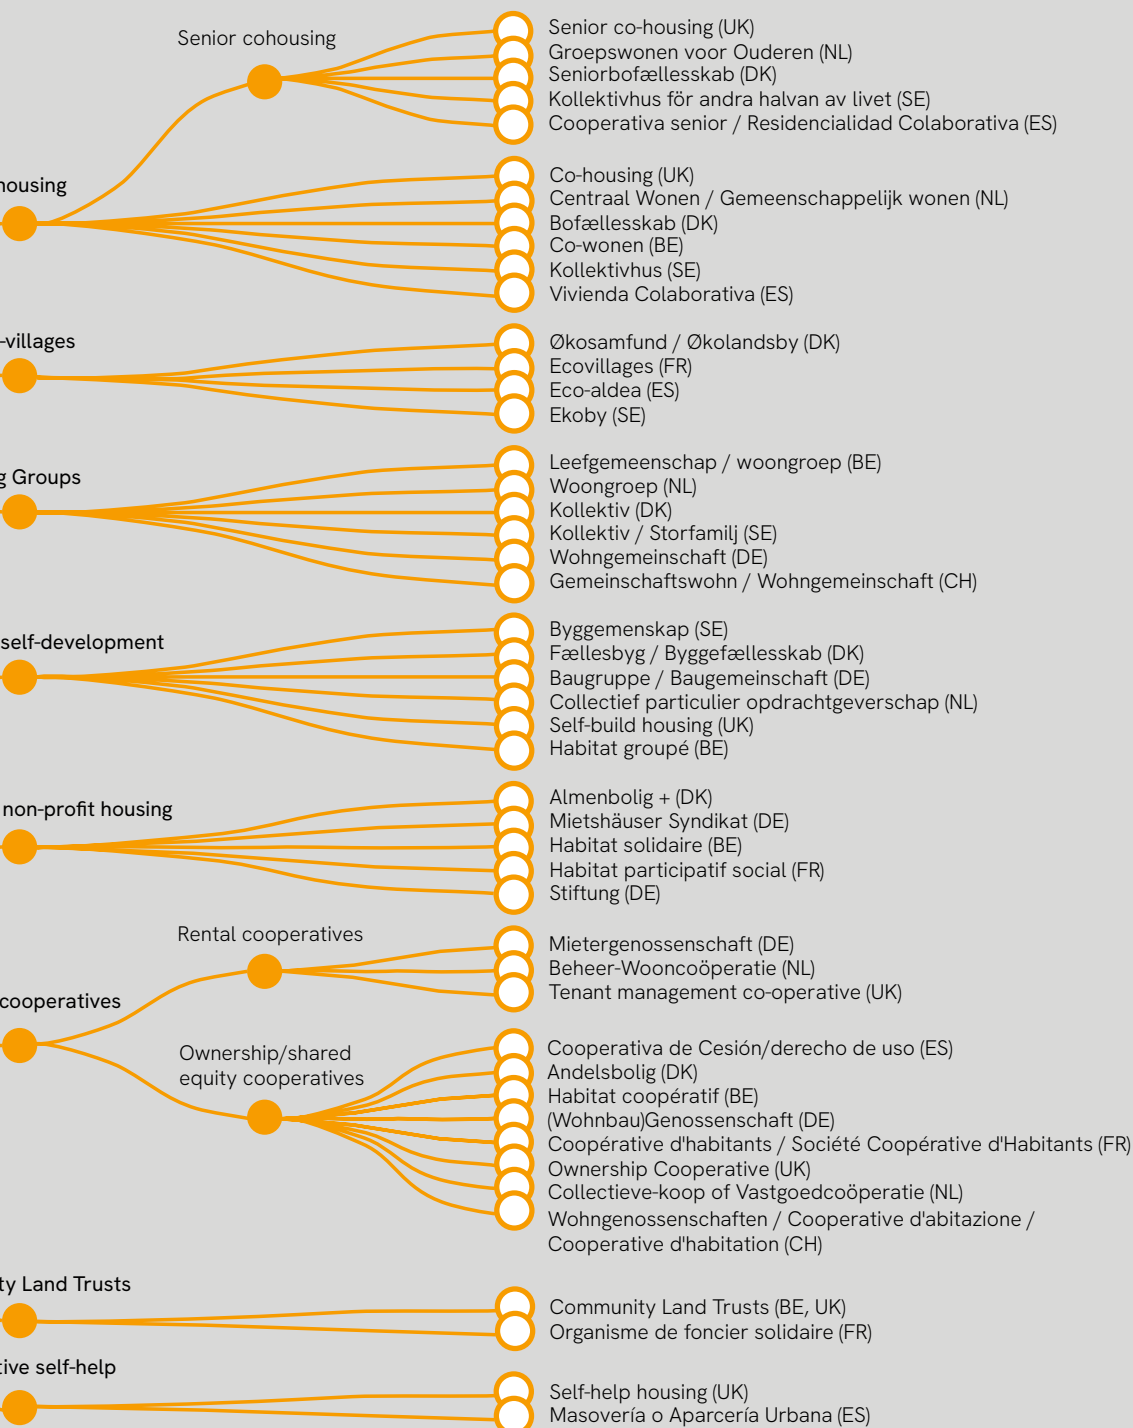 Senior cohousing
Senior co-housing (UK)
Groepswonen voor Ouderen (NL)
Seniorbofællesskab (DK)
Kollektivhus för andra halvan av livet (SE)
Cooperativa senior / Residencialidad Colaborativa (ES)
housing
Co-housing (UK)
Centraal Wonen / Gemeenschappelijk wonen (NL)
Bofællesskab (DK)
Co-wonen (BE)
Kollektivhus (SE)
Vivienda Colaborativa (ES)
-villages
Økosamfund / Økolandsby (DK)
Ecovillages (FR)
Eco-aldea (ES)
Ekoby (SE)
g Groups
Leefgemeenschap / woongroep (BE)
Woongroep (NL)
Kollektiv (DK)
Kollektiv / Storfamilj (SE)
Wohngemeinschaft (DE)
Gemeinschaftswohn / Wohngemeinschaft (CH)
self-development
Byggemenskap (SE)
Fællesbyg / Byggefællesskab (DK)
Baugruppe / Baugemeinschaft (DE)
Collectief particulier opdrachtgeverschap (NL)
Self-build housing (UK)
Habitat groupé (BE)
non-profit housing
Almenbolig + (DK)
Mietshäuser Syndikat (DE)
Habitat solidaire (BE)
Habitat participatif social (FR)
Stiftung (DE)
cooperatives
Rental cooperatives
Mietergenossenschaft (DE)
Beheer-Wooncoöperatie (NL)
Tenant management co-operative (UK)
Ownership/shared
equity cooperatives
Cooperativa de Cesión/derecho de uso (ES)
Andelsbolig (DK)
Habitat coopératif (BE)
(Wohnbau)Genossenschaft (DE)
Coopérative d'habitants / Société Coopérative d'Habitants (FR)
Ownership Cooperative (UK)
Collectieve-koop of Vastgoedcoöperatie (NL)
Wohngenossenschaften / Cooperative d'abitazione /
Cooperative d'habitation (CH)
ty Land Trusts
Community Land Trusts (BE, UK)
Organisme de foncier solidaire (FR)
tive self-help
Self-help housing (UK)
Masovería o Aparcería Urbana (ES)